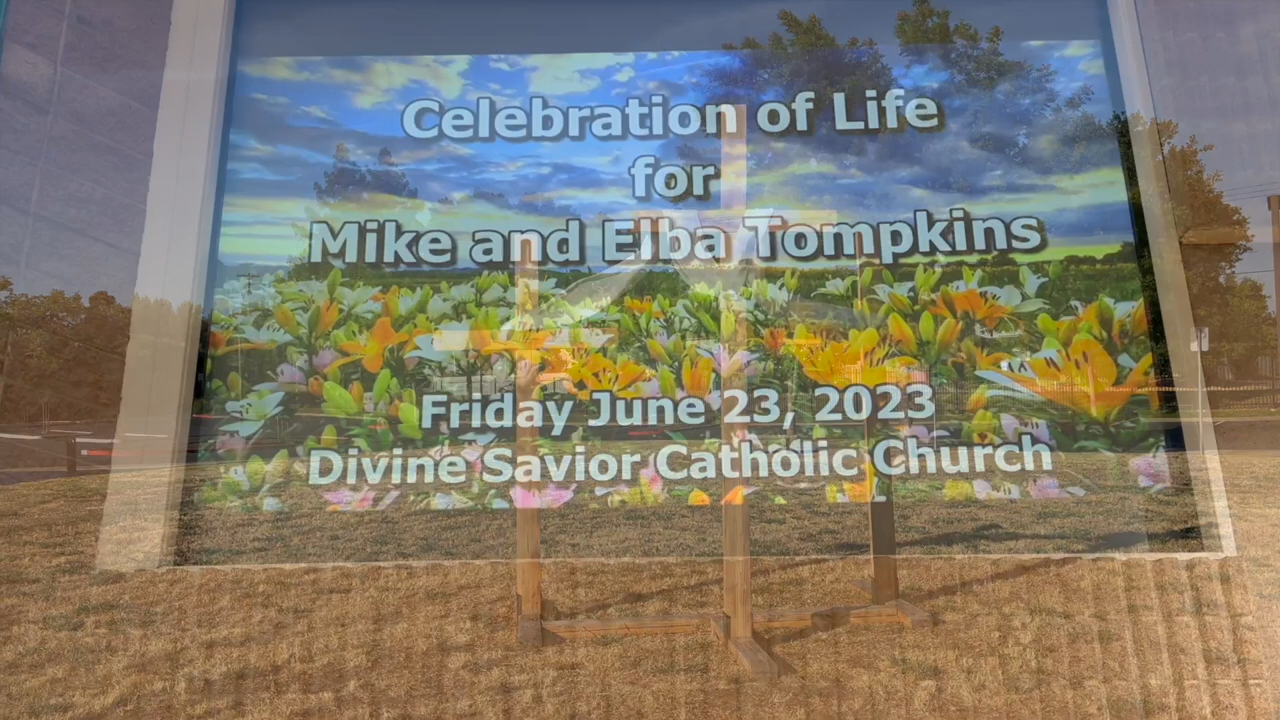 Celebration of Life
for
Mike and Elba Tompkins
Friday June 23, 2023
Divine Savior Catholic Church